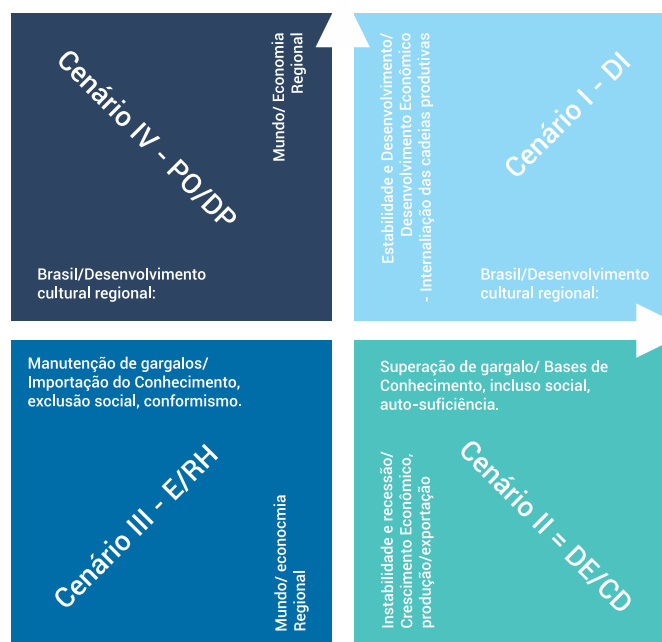 Cenário IV - PO/DP
Mundo/ Economia
Regional
Brasil/Desenvolvimento
cultural regional:
Estabilidade e Desenvolvimento/
Desenvolvimento Econômico
- Internaliação das cadeias produtivas
Cenário I - DI
Brasil/Desenvolvimento
cultural regional:
Manutenção de gargalos/
Importação do Conhecimento,
exclusão social, conformismo.
Cenário III - E/RH
Mundo/ econocmia
Regional
Superação de gargalo/ Bases de
Conhecimento, incluso social,
auto-suficiência.
Instabilidade e recessão/
Crescimento Econômico,
produção/exportação
Cenário II = DE/CD